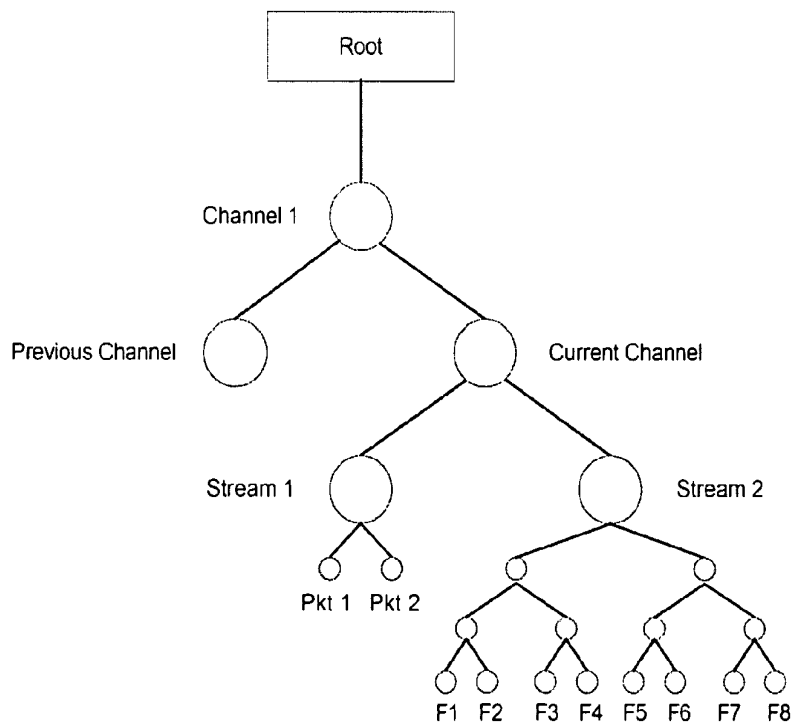 Root
Channel 1
Previous Channel
Current Channel
Stream 1
Stream 2
Pkt 1 Pkt 2
F1 F2 F3 F4 F5 F6 F7 F8